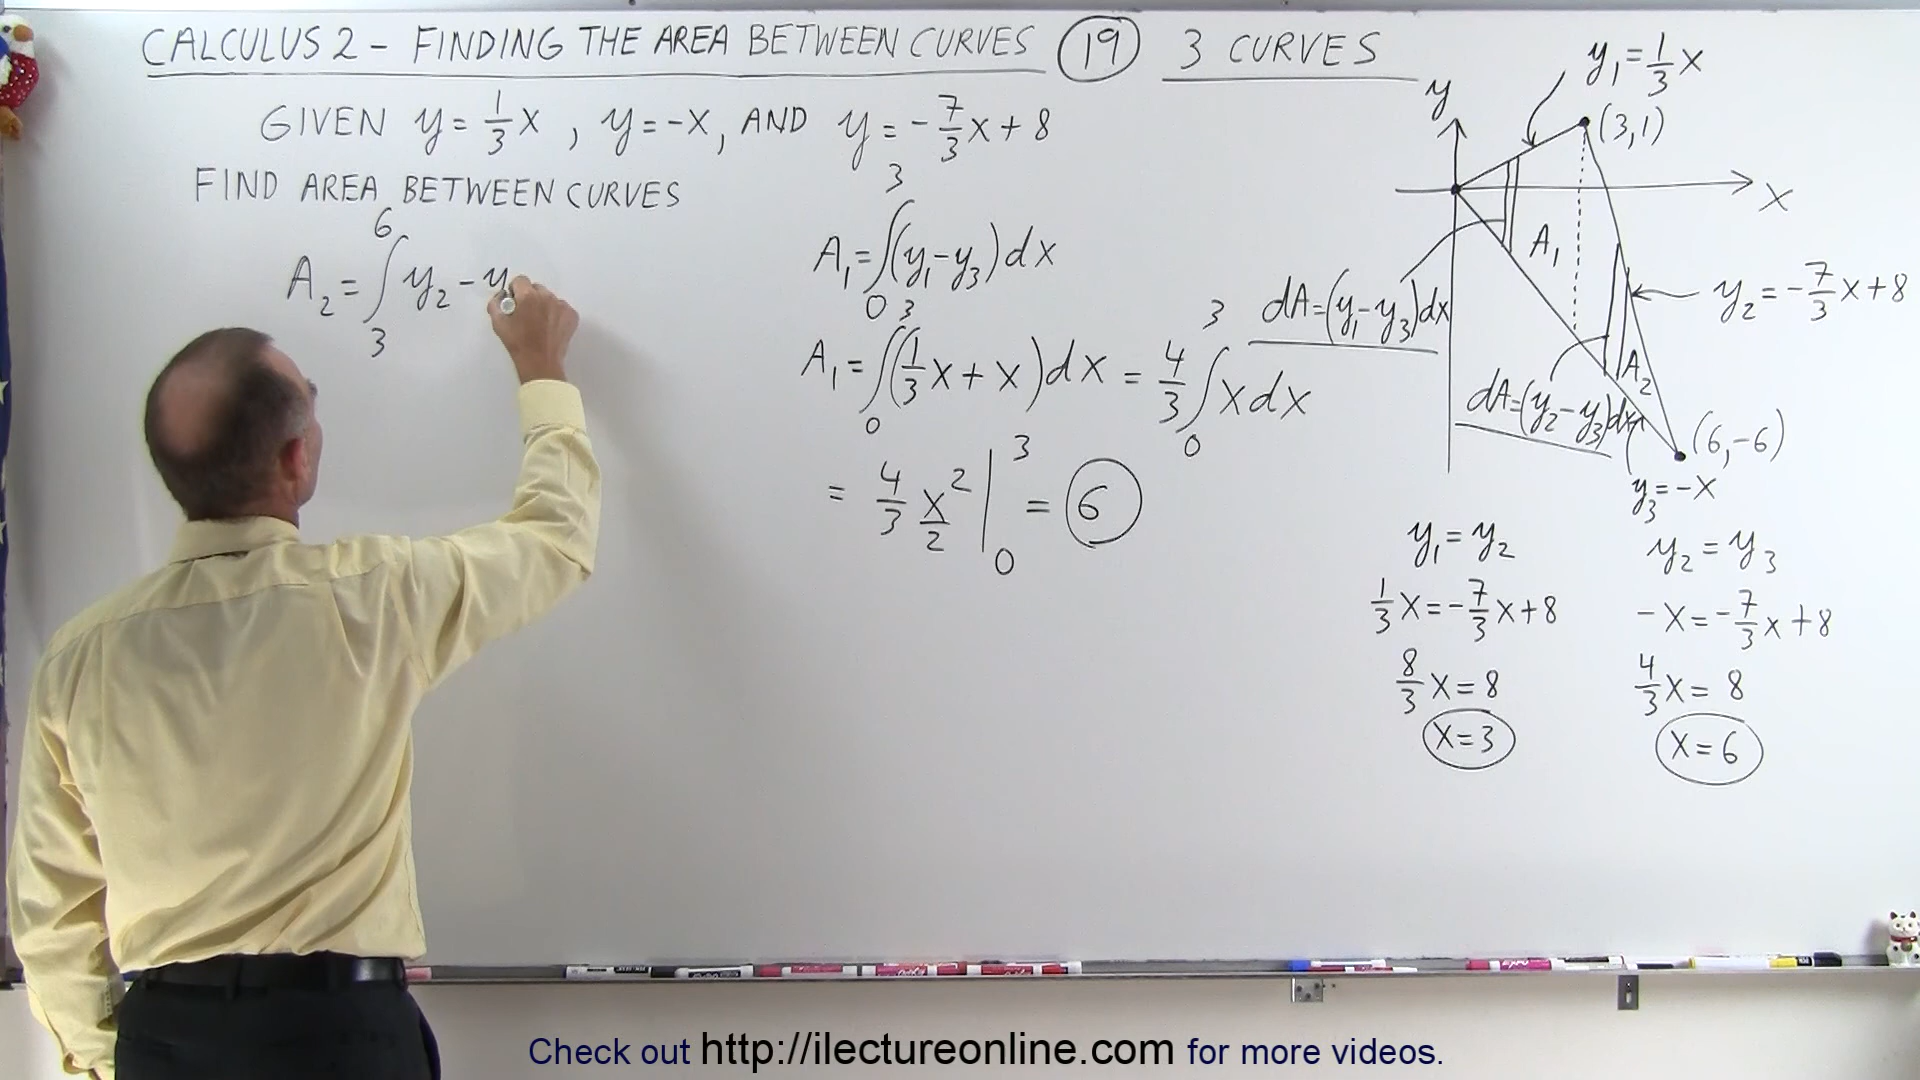 CALCULUS 2 - FINDING THE AREA BETWEEN CURVES 19 3 CURVES
GIVEN y = 1/3 x , y = -x, AND y = -7/3 x + 8
FIND AREA BETWEEN CURVES
A₂ = ∫₃⁶ y₂ - y
A₁ = ∫₀³ (y₁ - y₃) dx
A₁ = ∫₀³ (1/3 x + x) dx = 4/3 ∫₀³ x dx
= 4/3 x²/2 |₀³ = 6
y
y₁ = 1/3 x
(3,1)
x
A₁
dA = (y₁ - y₃) dx
y₂ = -7/3 x + 8
A₂
dA = (y₂ - y₃) dx
(6,-6)
y₃ = -x
y₁ = y₂
1/3 x = -7/3 x + 8
8/3 x = 8
x = 3
y₂ = y₃
-x = -7/3 x + 8
4/3 x = 8
x = 6
Check out http://ilectureonline.com for more videos.